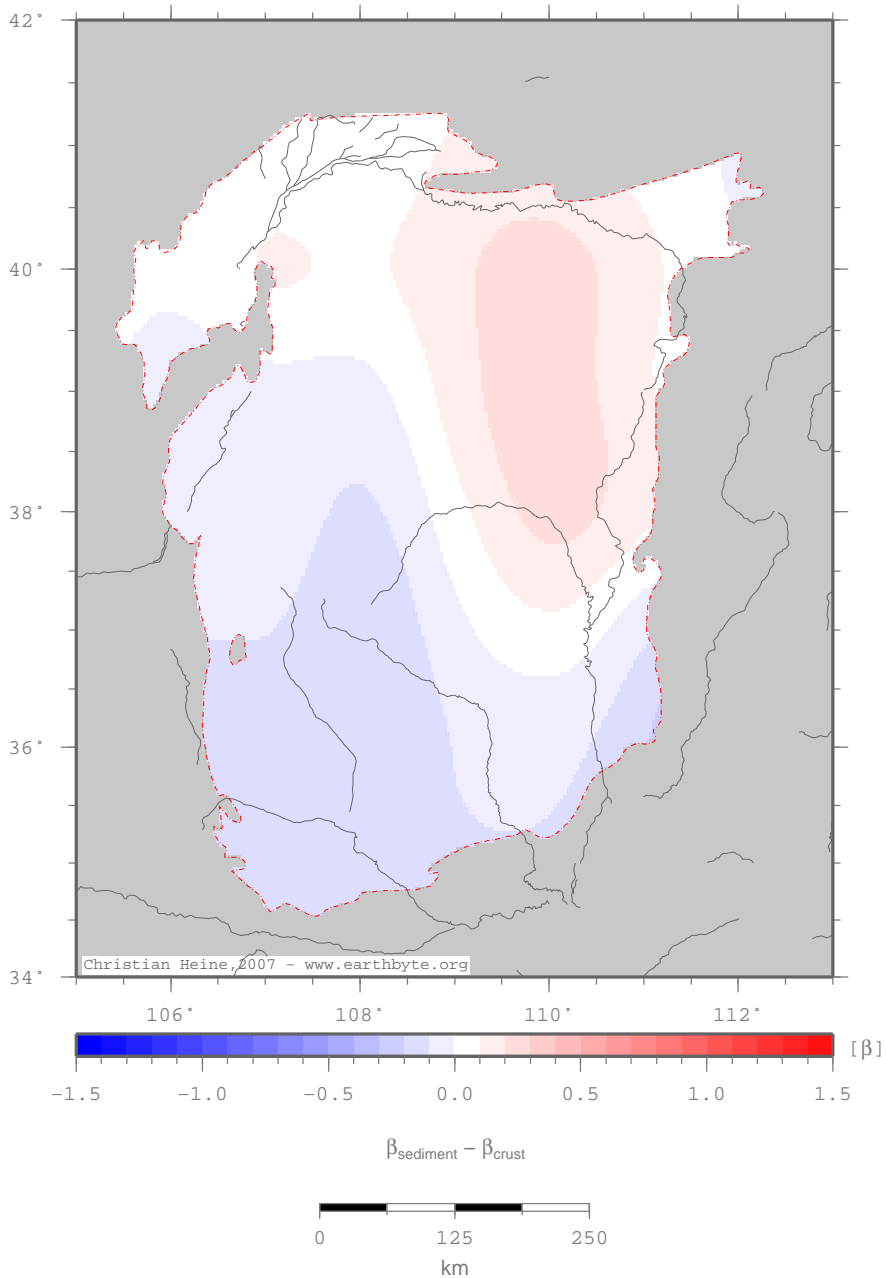 42°
40°
38°
36°
34°
Christian Heine,2007 - www.earthbyte.org
106° 108° 110° 112°
[β]
-1.5 -1.0 -0.5 0.0 0.5 1.0 1.5
βsediment − βcrust
0 125 250
km